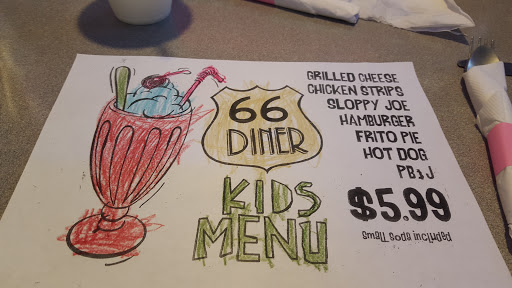 66
DINER
KIDS
MENU
GRILLED CHEESE
CHICKEN STRIPS
SLOPPY JOE
HAMBURGER
FRITO PIE
HOT DOG
PB&J
$5.99
small soda included